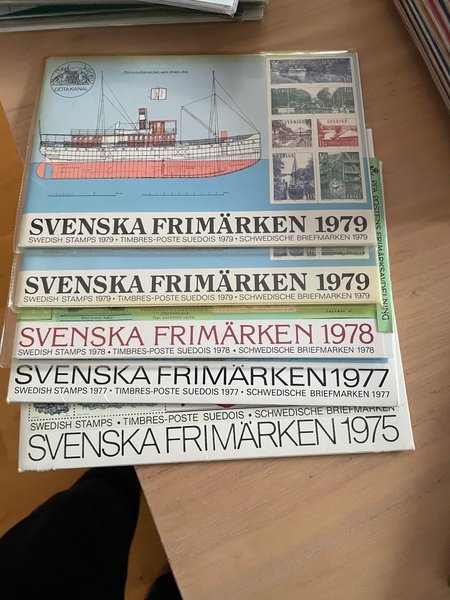 GÖTA KANAL
SVERIGE
SVERIGE
SVENSKA FRIMÄRKEN 1979
SWEDISH STAMPS 1979 • TIMBRES-POSTE SUEDOIS 1979 • SCHWEDISCHE BRIEFMARKEN 1979
SVENSKA FRIMÄRKEN 1979
SWEDISH STAMPS 1979 • TIMBRES-POSTE SUEDOIS 1979 • SCHWEDISCHE BRIEFMARKEN 1979
SVENSKA FRIMÄRKEN 1978
SWEDISH STAMPS 1978 • TIMBRES-POSTE SUEDOIS 1978 • SCHWEDISCHE BRIEFMARKEN 1978
SVENSKA FRIMÄRKEN 1977
SWEDISH STAMPS 1977 • TIMBRES-POSTE SUEDOIS 1977 • SCHWEDISCHE BRIEFMARKEN 1977
SWEDISH STAMPS • TIMBRES-POSTE SUEDOIS • SCHWEDISCHE BRIEFMARKEN
SVENSKA FRIMÄRKEN 1975
POSTENS FRIMÄRKSAVDELNING